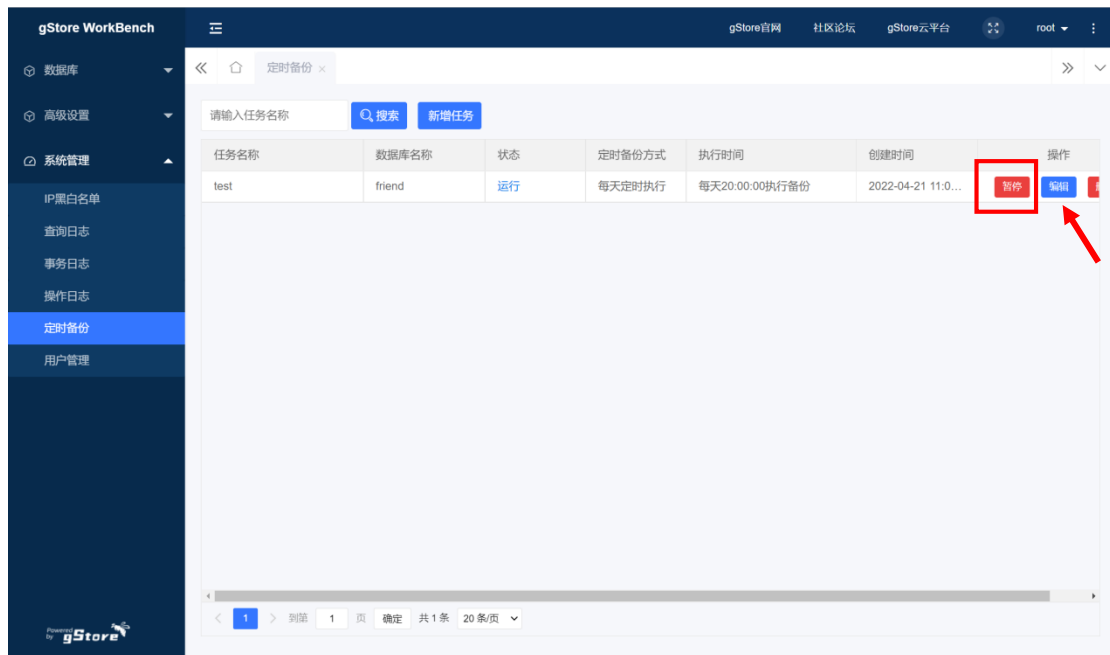 gStore WorkBench
gStore官网 社区论坛 gStore云平台 root
数据库
定时备份 ×
高级设置
请输入任务名称 搜索 新增任务
系统管理
任务名称 数据库名称 状态 定时备份方式 执行时间 创建时间 操作
test friend 运行 每天定时执行 每天20:00:00执行备份 2022-04-21 11:0... 暂停 编辑
IP黑白名单
查询日志
事务日志
操作日志
定时备份
用户管理
1 到第 1 页 确定 共 1 条 20 条/页
Powered by gStore